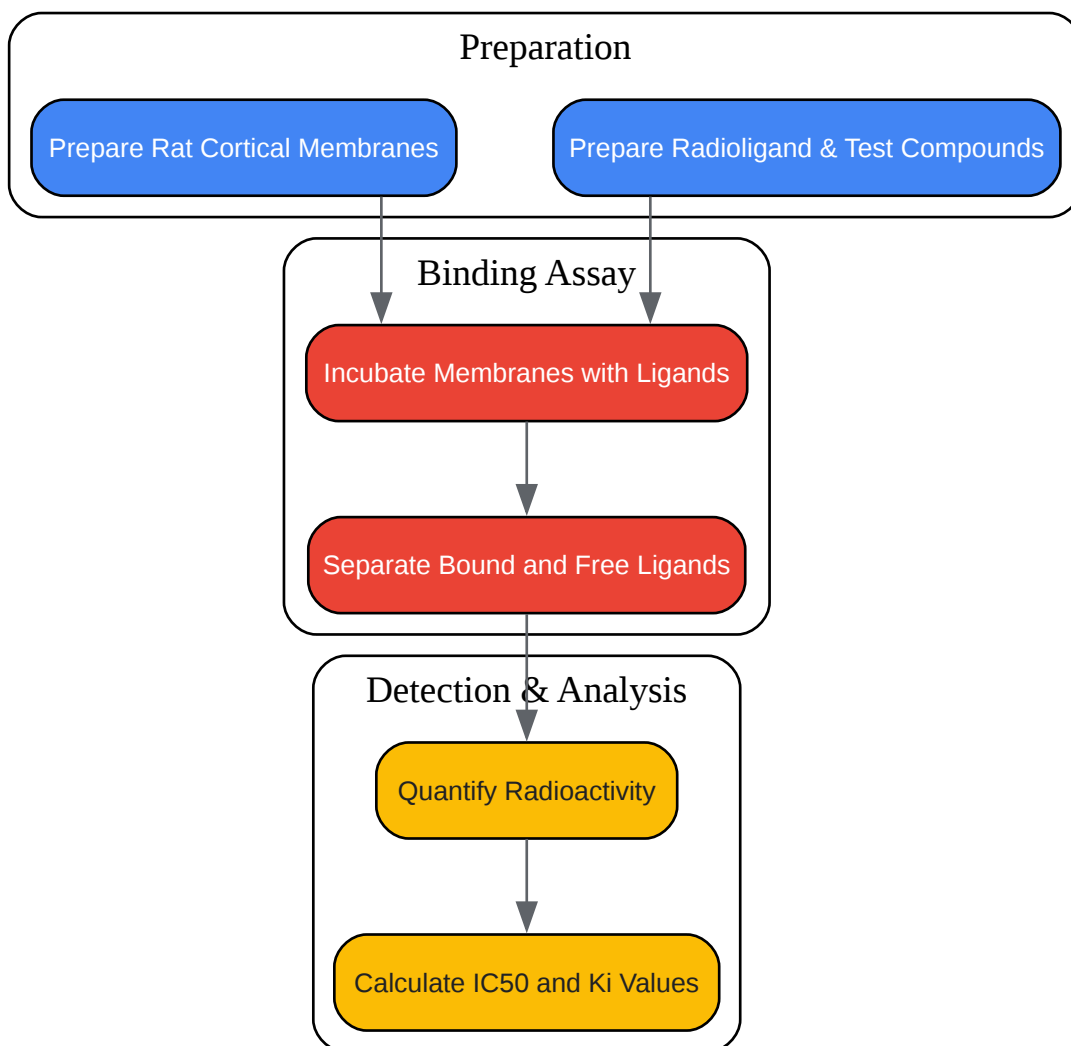 Preparation
Prepare Rat Cortical Membranes
Prepare Radioligand & Test Compounds
Binding Assay
Incubate Membranes with Ligands
Separate Bound and Free Ligands
Detection & Analysis
Quantify Radioactivity
Calculate IC50 and Ki Values